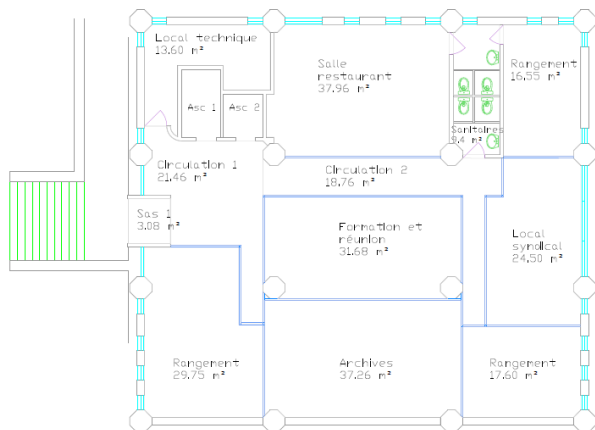 Local technique
13.60 m²
Salle
restaurant
37.96 m²
Rangement
16.55 m²
Asc 1
Asc 2
Sanitaires
9.4 m²
Circulation 1
21.46 m²
Circulation 2
18.76 m²
Sas 1
3.08 m²
Formation et
réunion
31.68 m²
Local
syndical
24.50 m²
Rangement
29.75 m²
Archives
37.26 m²
Rangement
17.60 m²